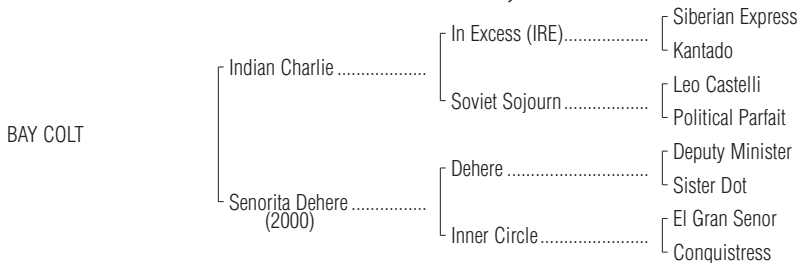 Siberian Express
In Excess (IRE)...................
Kantado
Indian Charlie ...................
Leo Castelli
Soviet Sojourn...................
Political Parfait
BAY COLT
Deputy Minister
Dehere ................................
Sister Dot
Senorita Dehere ................
(2000)
El Gran Senor
Inner Circle........................
Conquistress